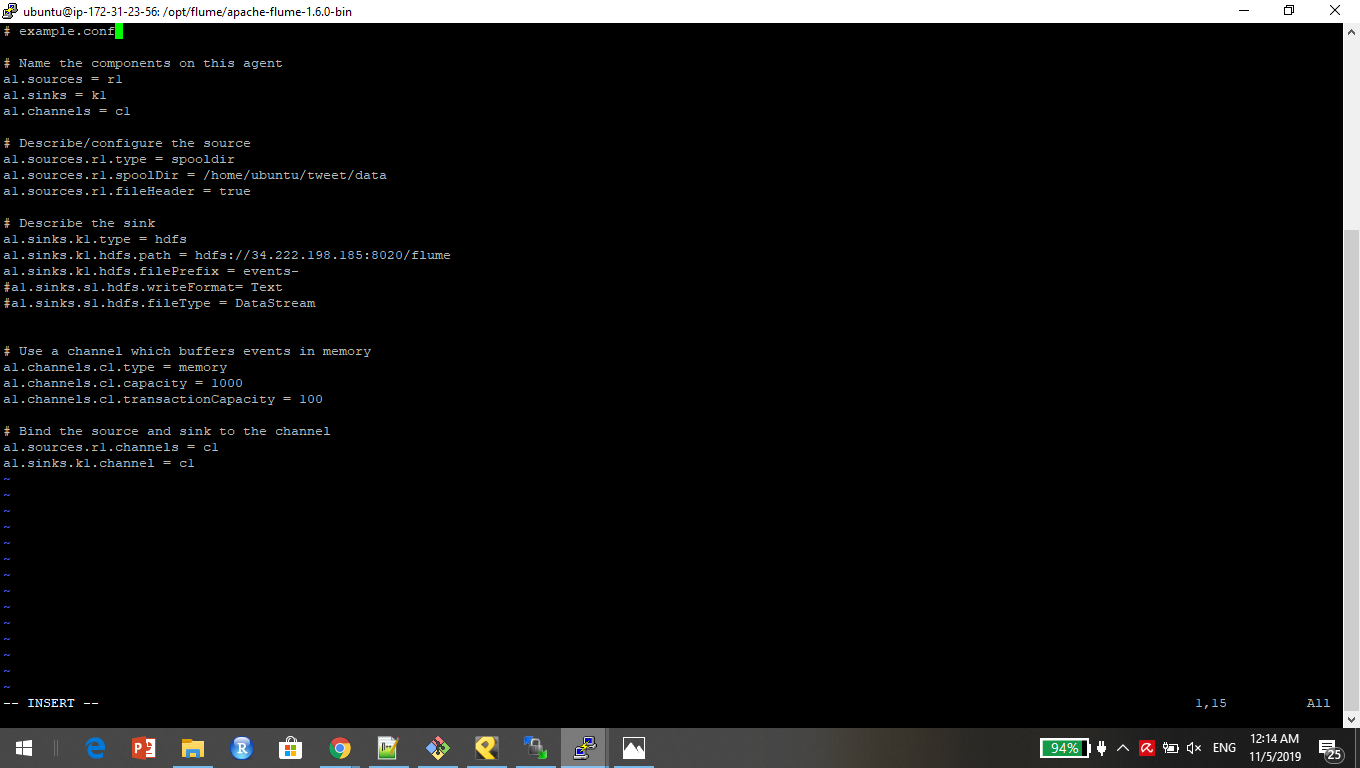 ubuntu@ip-172-31-23-56: /opt/flume/apache-flume-1.6.0-bin
# example.conf
# Name the components on this agent
a1.sources = r1
a1.sinks = k1
a1.channels = c1
# Describe/configure the source
a1.sources.r1.type = spooldir
a1.sources.r1.spoolDir = /home/ubuntu/tweet/data
a1.sources.r1.fileHeader = true
# Describe the sink
a1.sinks.k1.type = hdfs
a1.sinks.k1.hdfs.path = hdfs://34.222.198.185:8020/flume
a1.sinks.k1.hdfs.filePrefix = events-
#a1.sinks.s1.hdfs.writeFormat= Text
#a1.sinks.s1.hdfs.fileType = DataStream
# Use a channel which buffers events in memory
a1.channels.c1.type = memory
a1.channels.c1.capacity = 1000
a1.channels.c1.transactionCapacity = 100
# Bind the source and sink to the channel
a1.sources.r1.channels = c1
a1.sinks.k1.channel = c1
~
~
~
~
~
~
~
~
~
~
~
~
~
~
-- INSERT -- 1,15 All
94% ENG 12:14 AM
11/5/2019 25